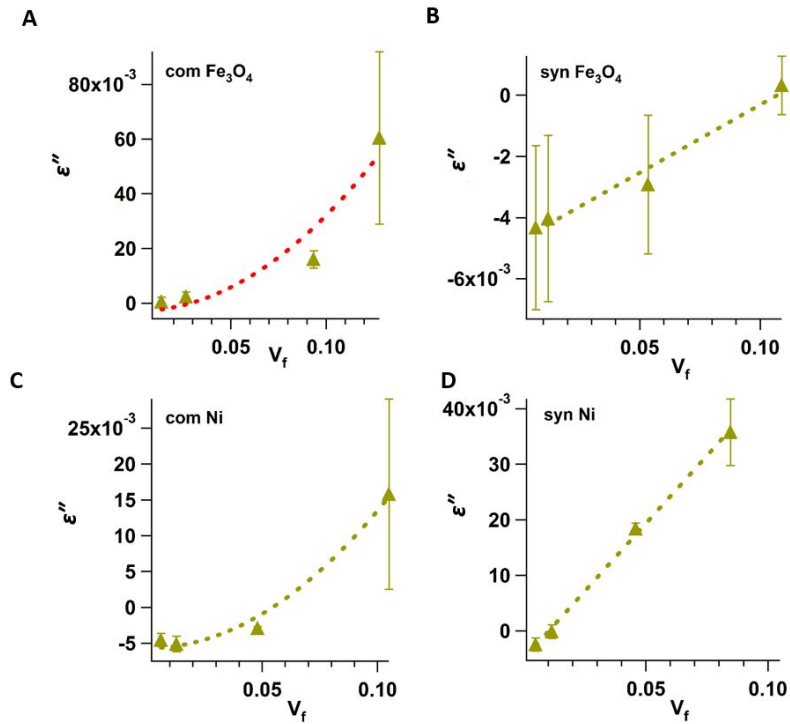 A
80x10⁻³
60
40
20
0
ε″
com Fe₃O₄
0.05
0.10
V_f
B
0
-2
-4
-6x10⁻³
ε″
syn Fe₃O₄
0.05
0.10
V_f
C
25x10⁻³
20
15
10
5
0
-5
ε″
com Ni
0.05
0.10
V_f
D
40x10⁻³
30
20
10
0
ε″
syn Ni
0.05
0.10
V_f